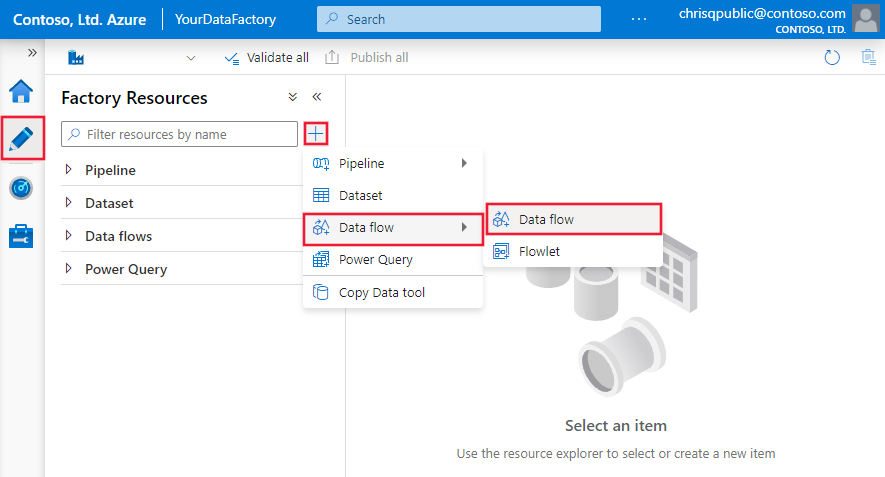 Contoso, Ltd. Azure
YourDataFactory
Search
chrisqpublic@contoso.com
CONTOSO, LTD.
Validate all
Publish all
Factory Resources
Filter resources by name
Pipeline
Dataset
Data flows
Power Query
Pipeline
Dataset
Data flow
Power Query
Copy Data tool
Data flow
Flowlet
Select an item
Use the resource explorer to select or create a new item